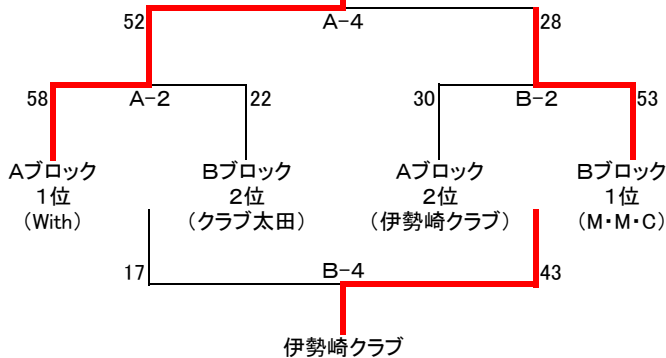 52 A-4 28
58 A-2 22 30 B-2 53
Aブロック Bブロック Aブロック Bブロック
1位 2位 2位 1位
(With) (クラブ太田) (伊勢崎クラブ) (M・M・C)
17 B-4 43
伊勢崎クラブ